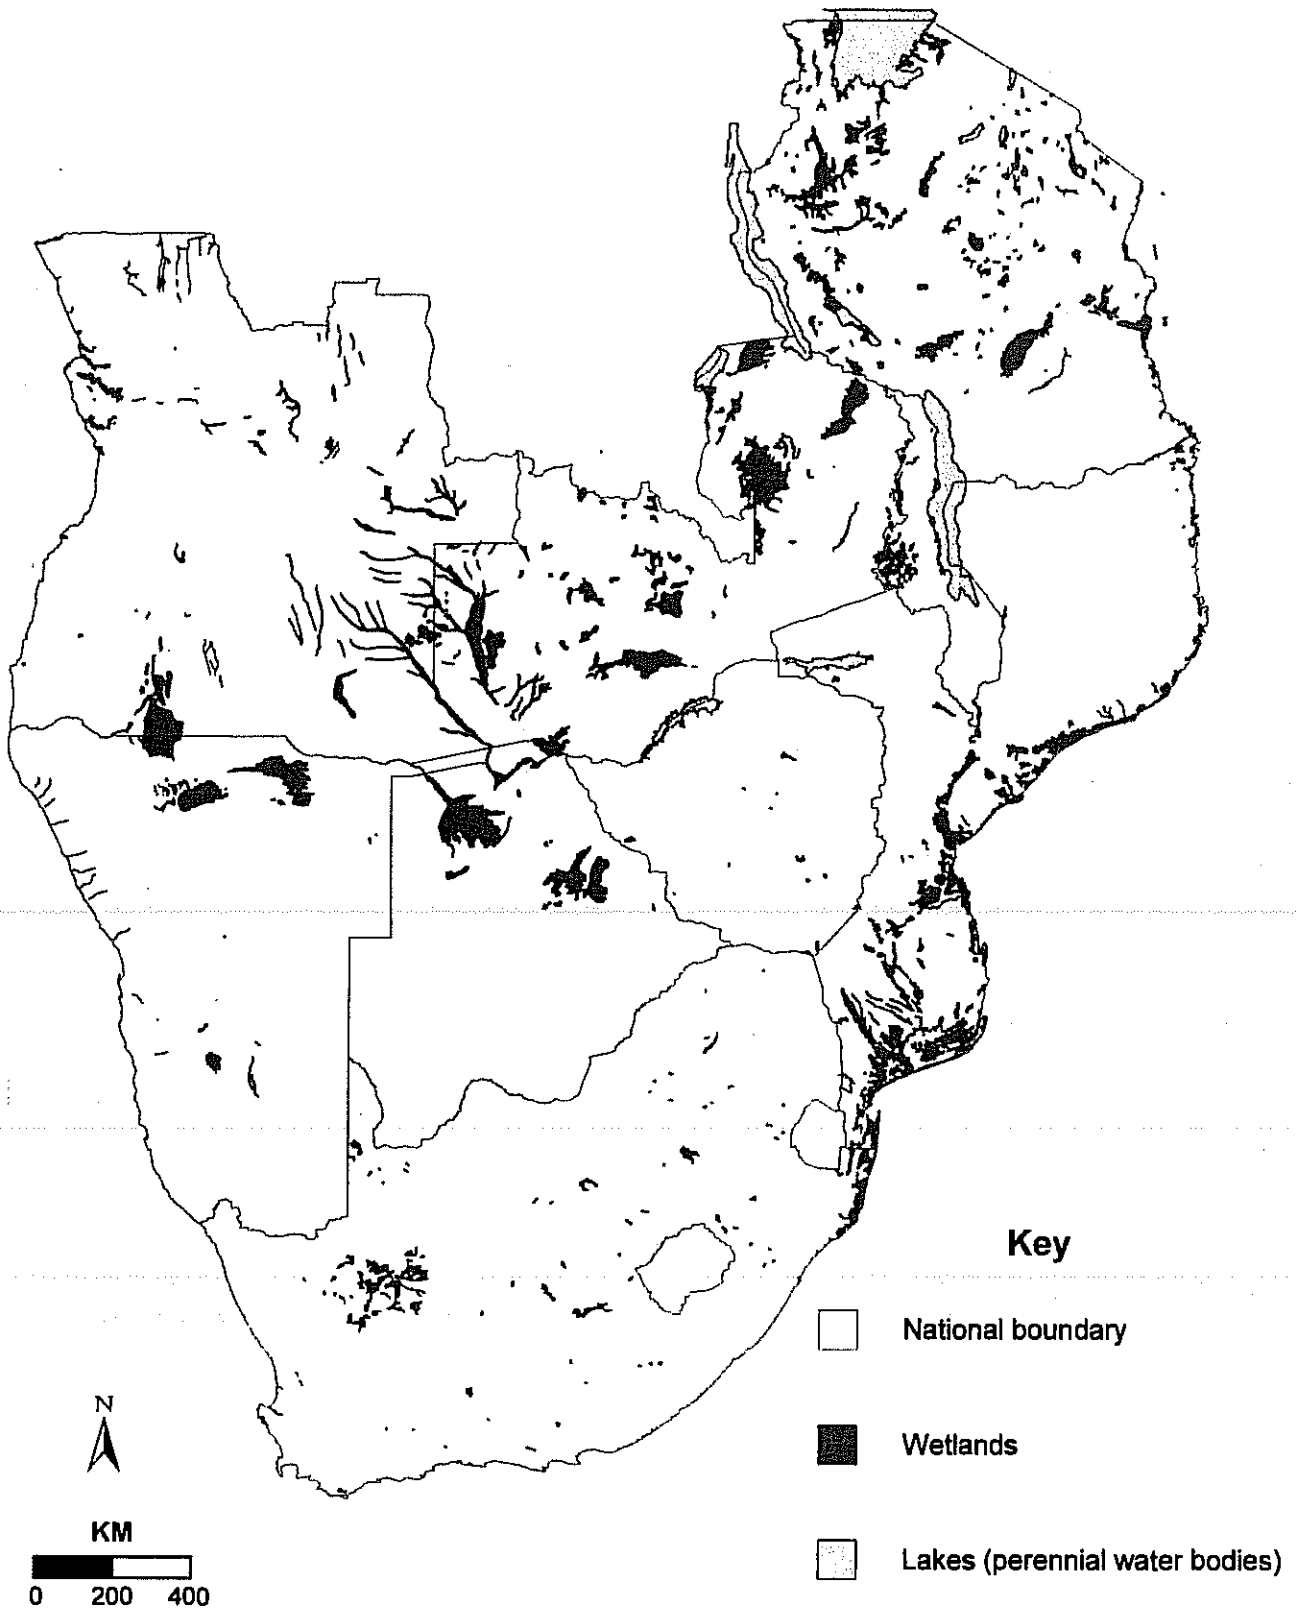 Key
National boundary
Wetlands
Lakes (perennial water bodies)
N
KM
0 200 400